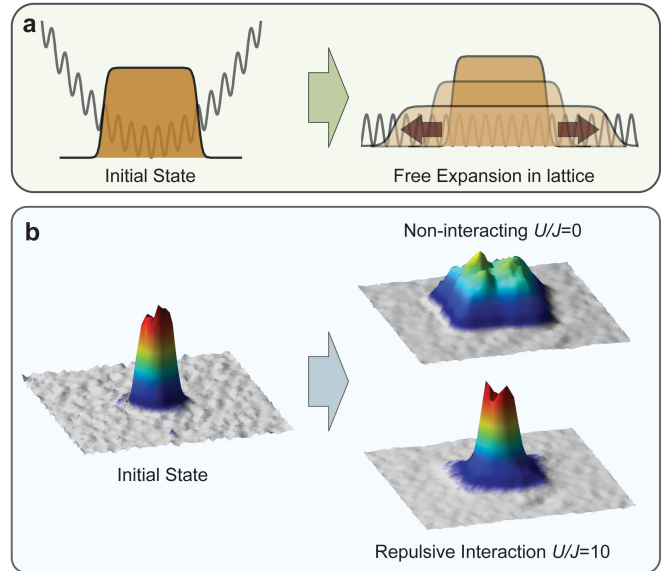 a
Initial State
Free Expansion in lattice
b
Non-interacting U/J=0
Initial State
Repulsive Interaction U/J=10